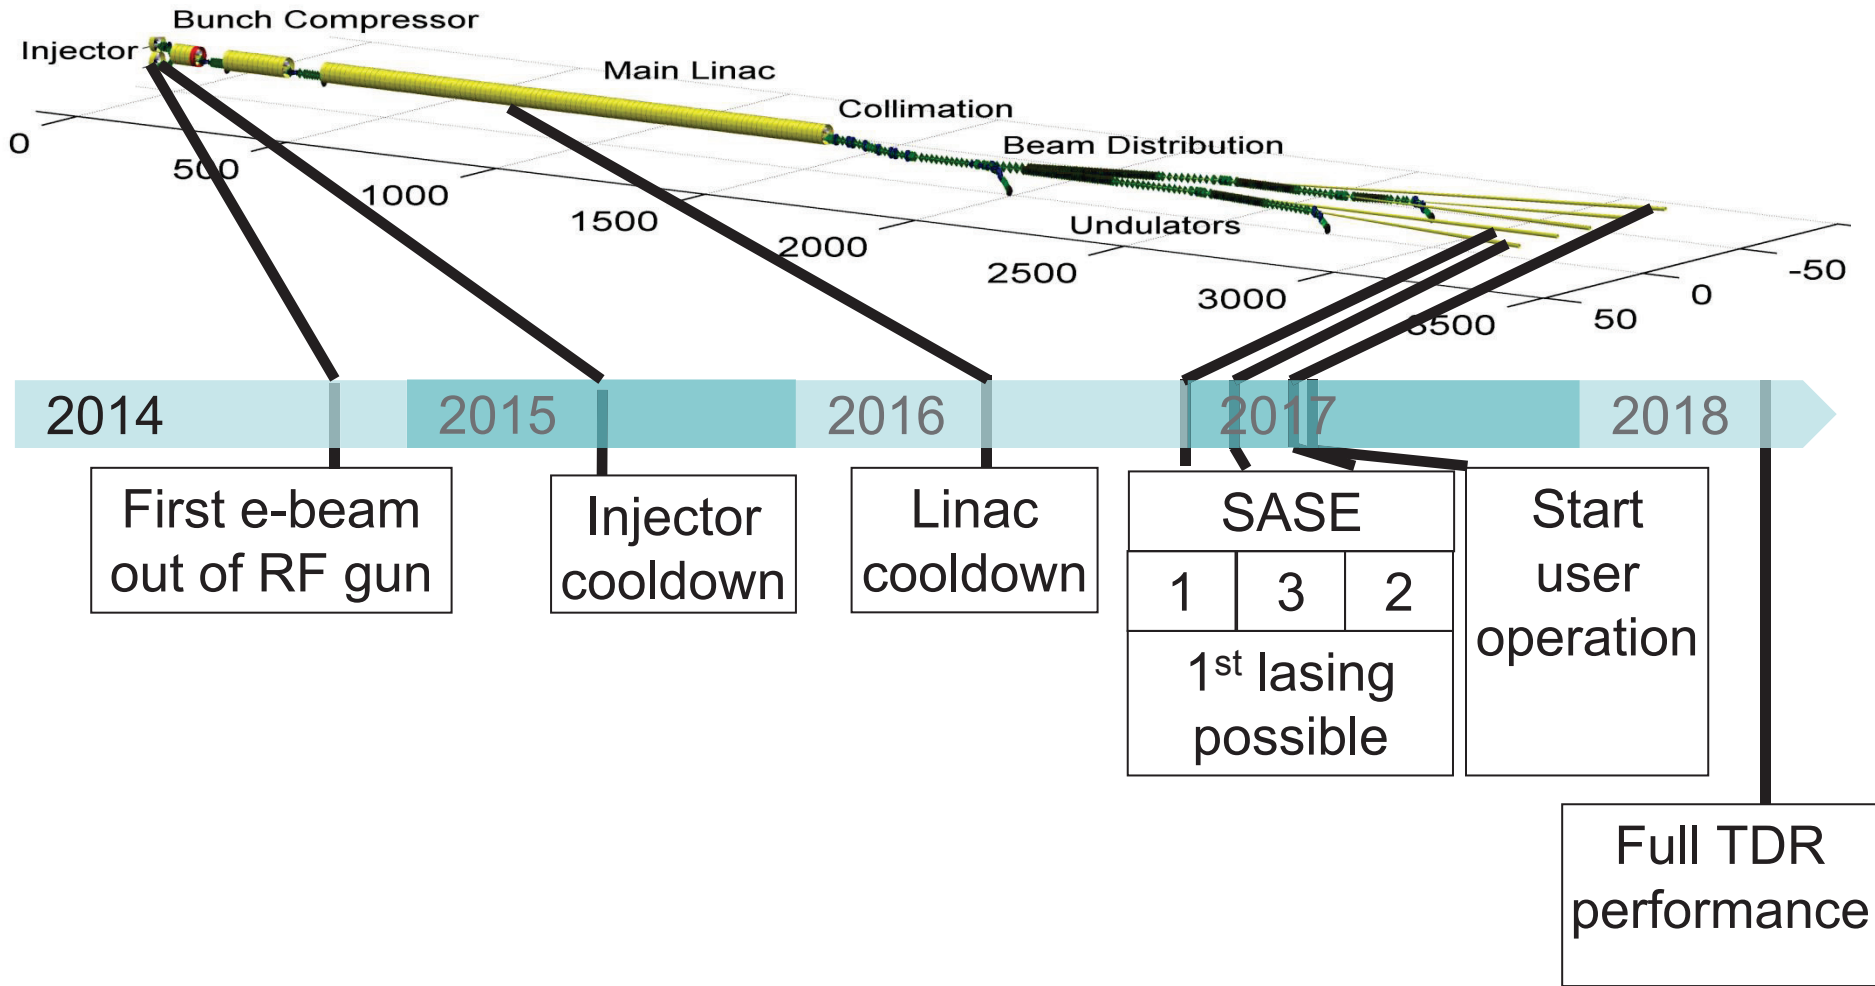 Bunch Compressor
Injector
Main Linac
Collimation
Beam Distribution
Undulators
0
500
1000
1500
2000
2500
3000
3500
50
0
-50
2014 2015 2016 2017 2018
First e-beam
out of RF gun
Injector
cooldown
Linac
cooldown
SASE
1 3 2
1st lasing
possible
Start
user
operation
Full TDR
performance